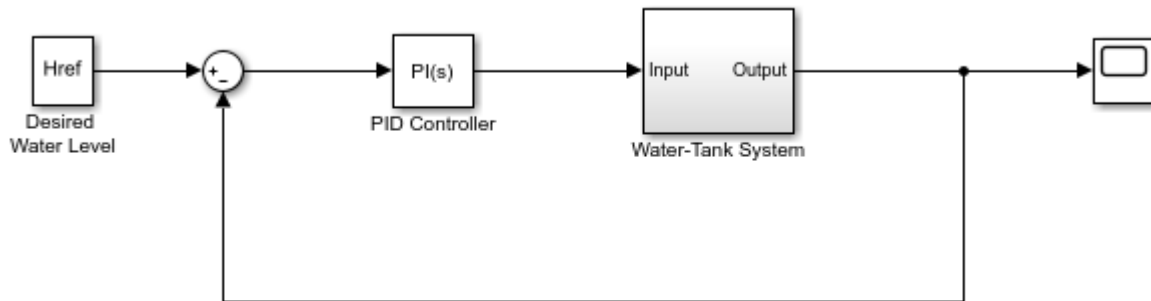 Href
Desired
Water Level
+
−
PI(s)
PID Controller
Input
Output
Water-Tank System